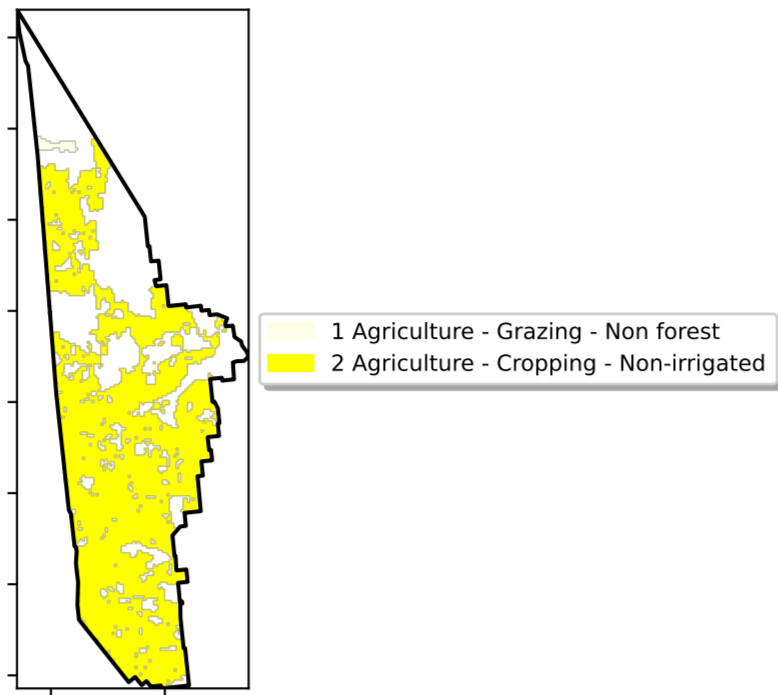 1 Agriculture - Grazing - Non forest
2 Agriculture - Cropping - Non-irrigated